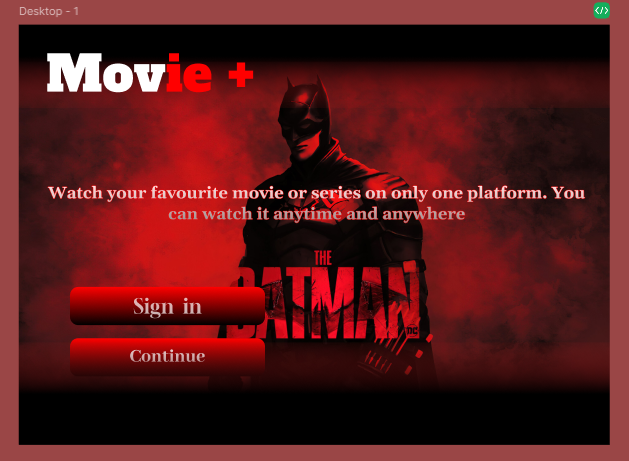 Desktop - 1
</>
Movie +
Watch your favourite movie or series on only one platform. You
can watch it anytime and anywhere
THE
BATMAN
DC
Sign in
Continue